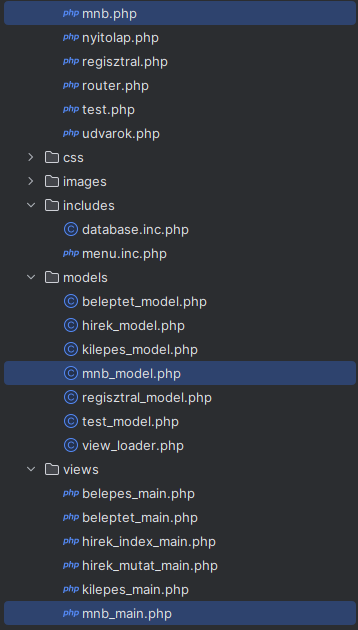 php mnb.php
php nyitolap.php
php regisztral.php
php router.php
php test.php
php udvarok.php
css
images
includes
C database.inc.php
php menu.inc.php
models
C beleptet_model.php
C hirek_model.php
C kilepes_model.php
C mnb_model.php
C regisztral_model.php
C test_model.php
C view_loader.php
views
php belepes_main.php
php beleptet_main.php
php hirek_index_main.php
php hirek_mutat_main.php
php kilepes_main.php
php mnb_main.php